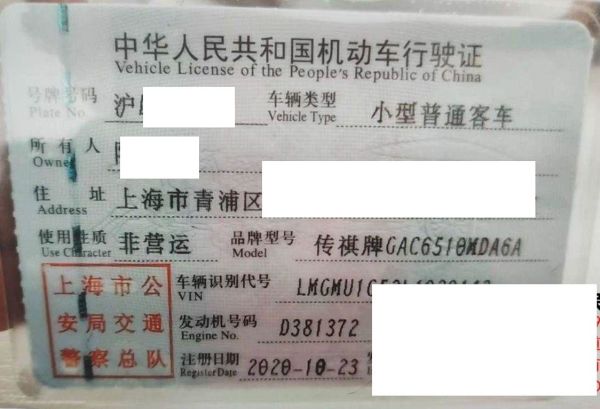 中华人民共和国机动车行驶证
Vehicle License of the People's Republic of China
号牌号码 沪 车辆类型 小型普通客车
Plate No. Vehicle Type
所有人
Owner
住址 上海市青浦区
Address
使用性质 非营运 品牌型号 传祺牌GAC6510MDA6A
Use Character Model
上海市公 车辆识别代号
安局交通 VIN
警察总队 发动机号码 D381372
Engine No.
注册日期 2020-10-23
Register Date